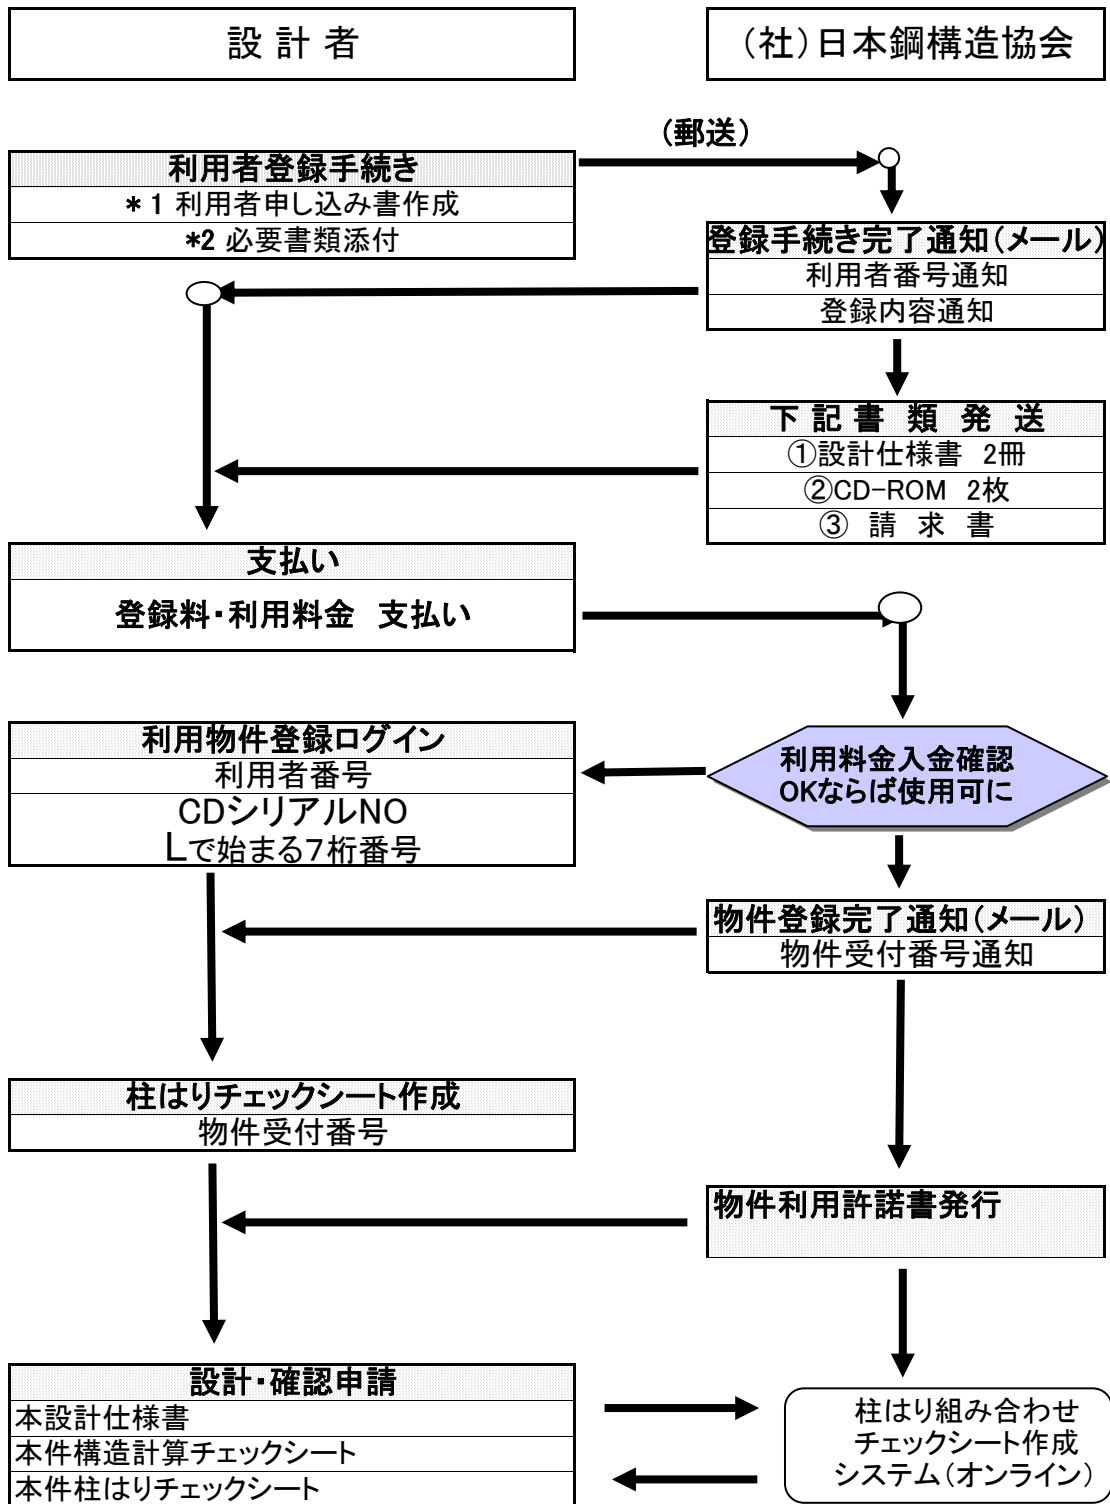 設 計 者
（社）日本鋼構造協会
（郵送）
利用者登録手続き
＊1 利用者申し込み書作成
*2 必要書類添付
登録手続き完了通知（メール）
利用者番号通知
登録内容通知
下 記 書 類 発 送
①設計仕様書 2冊
②CD-ROM 2枚
③ 請 求 書
支払い
登録料・利用料金 支払い
利用料金入金確認
OKならば使用可に
利用物件登録ログイン
利用者番号
CDシリアルNO
Lで始まる7桁番号
物件登録完了通知（メール）
物件受付番号通知
柱はりチェックシート作成
物件受付番号
物件利用許諾書発行
設計・確認申請
本設計仕様書
本件構造計算チェックシート
本件柱はりチェックシート
柱はり組み合わせ
チェックシート作成
システム（オンライン）